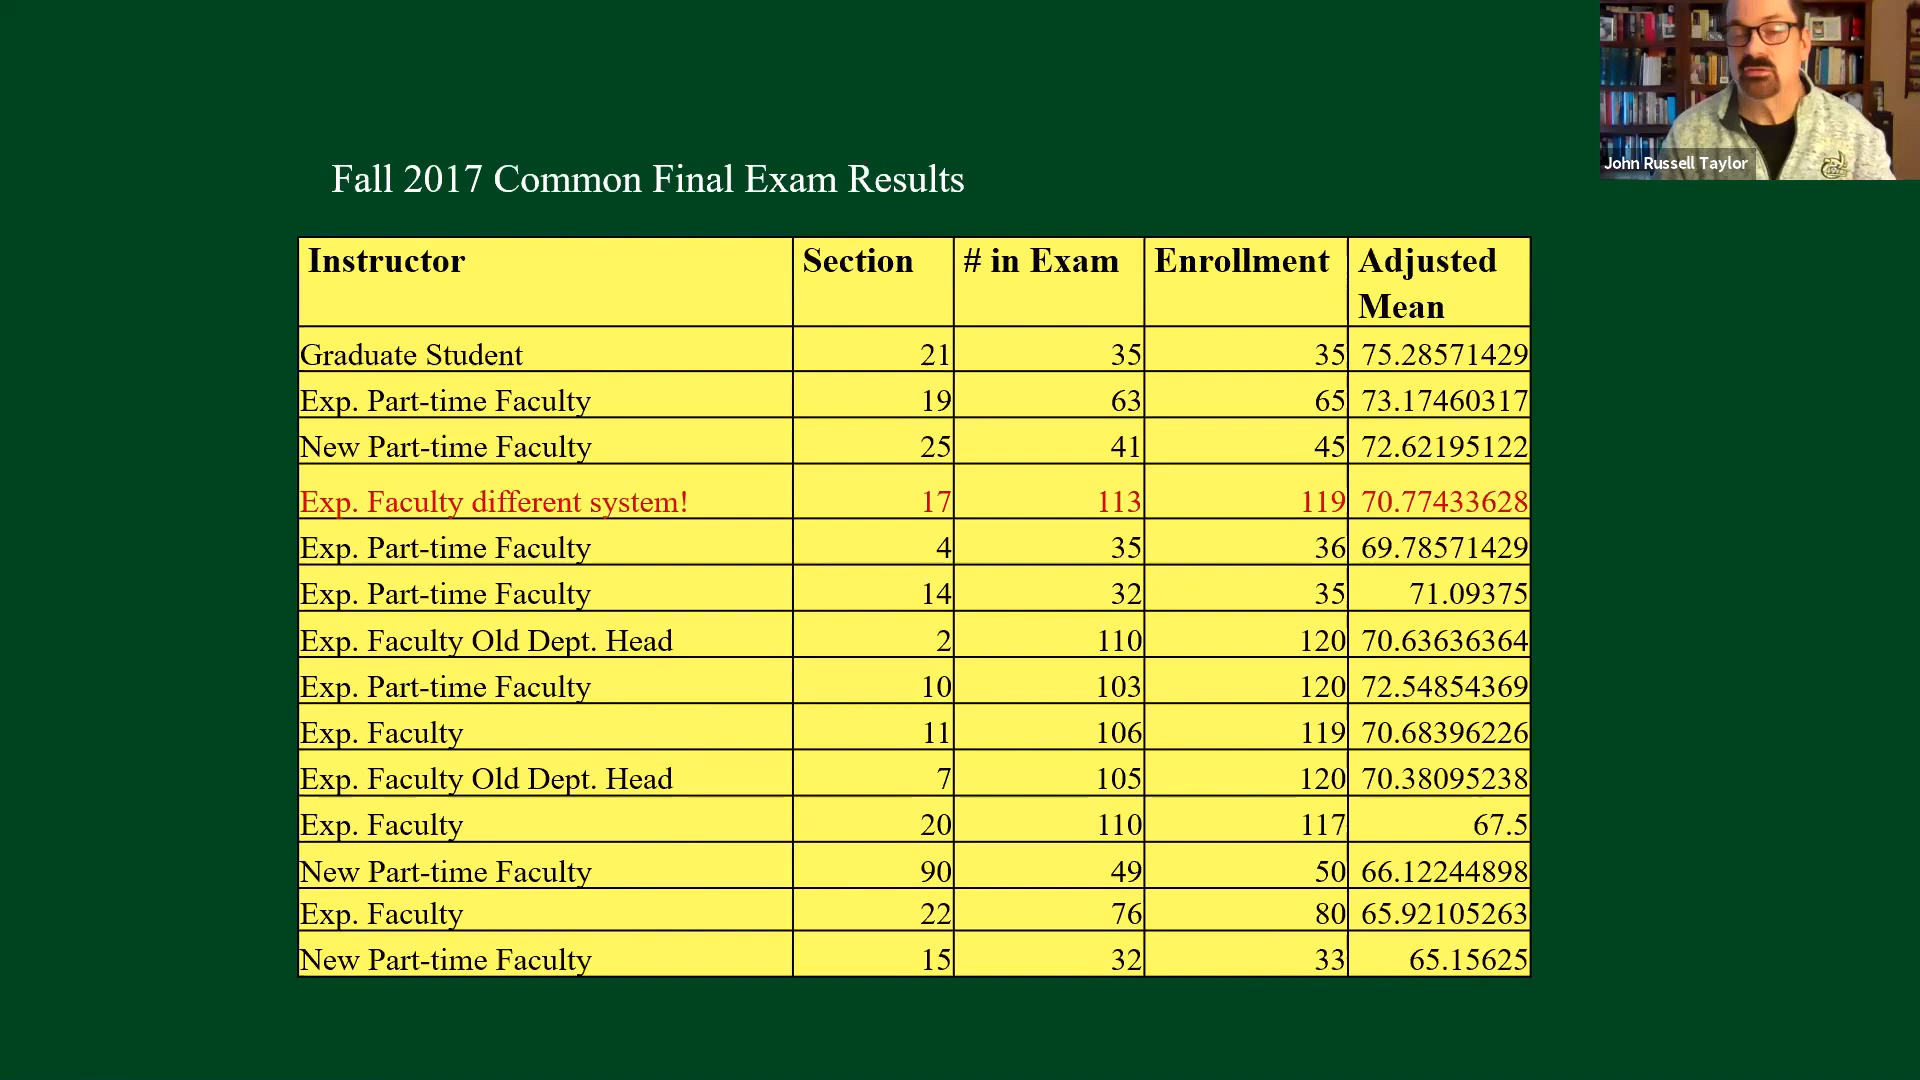 John Russell Taylor
Fall 2017 Common Final Exam Results
Instructor Section # in Exam Enrollment Adjusted
Mean
Graduate Student 21 35 35 75.28571429
Exp. Part-time Faculty 19 63 65 73.17460317
New Part-time Faculty 25 41 45 72.62195122
Exp. Faculty different system! 17 113 119 70.77433628
Exp. Part-time Faculty 4 35 36 69.78571429
Exp. Part-time Faculty 14 32 35 71.09375
Exp. Faculty Old Dept. Head 2 110 120 70.63636364
Exp. Part-time Faculty 10 103 120 72.54854369
Exp. Faculty 11 106 119 70.68396226
Exp. Faculty Old Dept. Head 7 105 120 70.38095238
Exp. Faculty 20 110 117 67.5
New Part-time Faculty 90 49 50 66.12244898
Exp. Faculty 22 76 80 65.92105263
New Part-time Faculty 15 32 33 65.15625